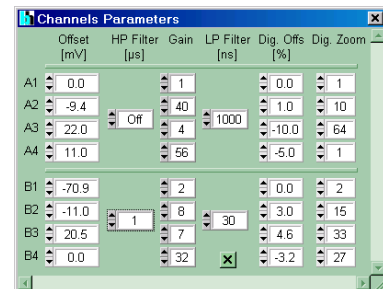 Channels Parameters
Offset HP Filter Gain LP Filter Dig. Offs Dig. Zoom
[mV] [µs] [ns] [%]
A1 0.0 1 0.0 1
A2 -9.4 40 1.0 10
Off 1000
A3 22.0 4 -10.0 64
A4 11.0 56 -5.0 1
B1 -70.9 2 0.0 2
B2 -11.0 8 3.0 15
1 30
B3 20.5 7 4.6 33
B4 0.0 32 -3.2 27